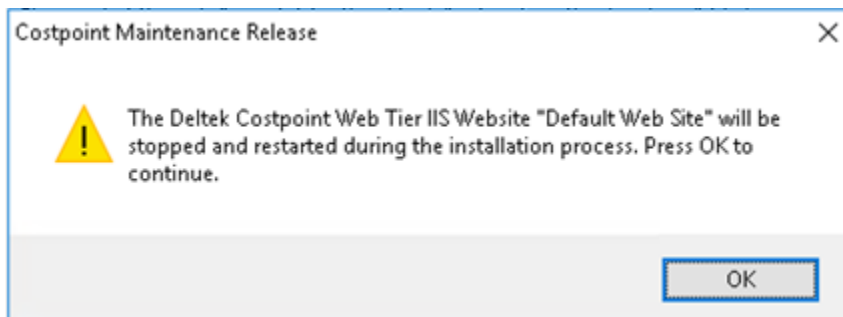 Costpoint Maintenance Release
The Deltek Costpoint Web Tier IIS Website "Default Web Site" will be
stopped and restarted during the installation process. Press OK to
continue.
OK